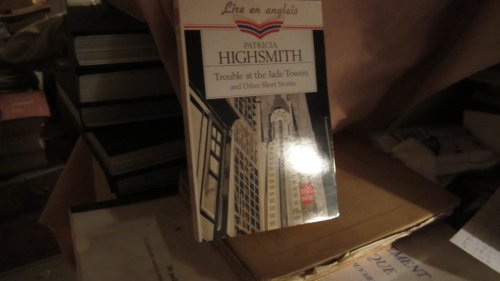 Lire en anglais
PATRICIA
HIGHSMITH
Trouble at the Jade Towers
and Other Short Stories